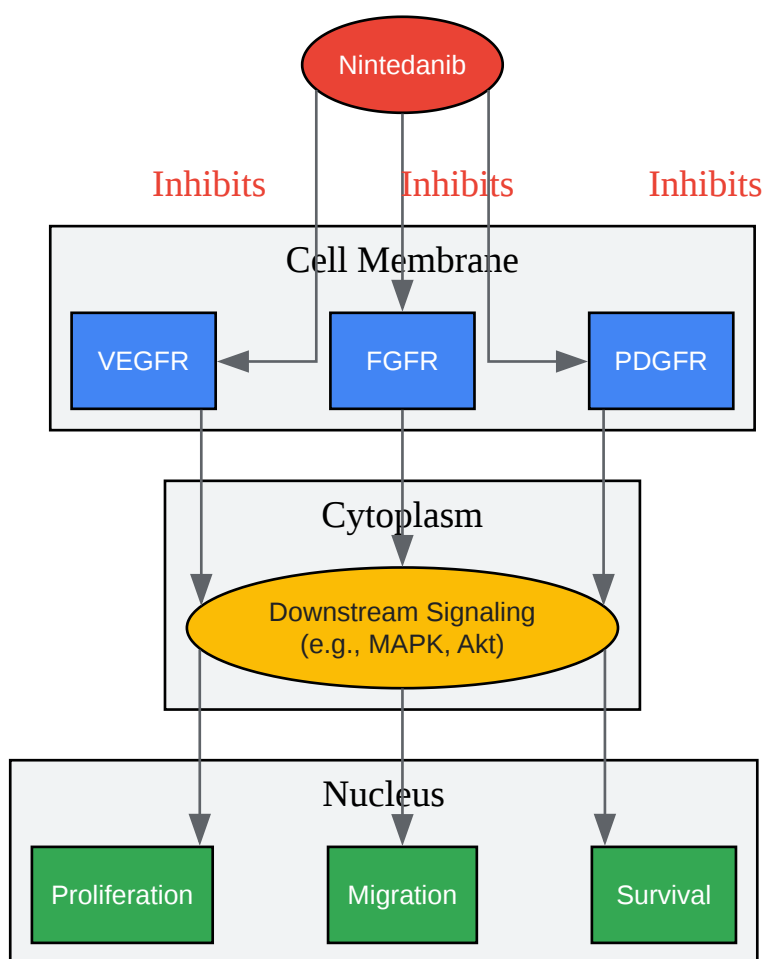 Nintedanib
Inhibits Inhibits Inhibits
Cell Membrane
VEGFR FGFR PDGFR
Cytoplasm
Downstream Signaling
(e.g., MAPK, Akt)
Nucleus
Proliferation Migration Survival